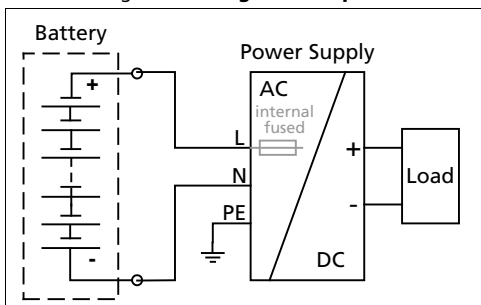 Battery
Power Supply
+
AC
internal
fused
L
N
PE
+
-
Load
-
DC